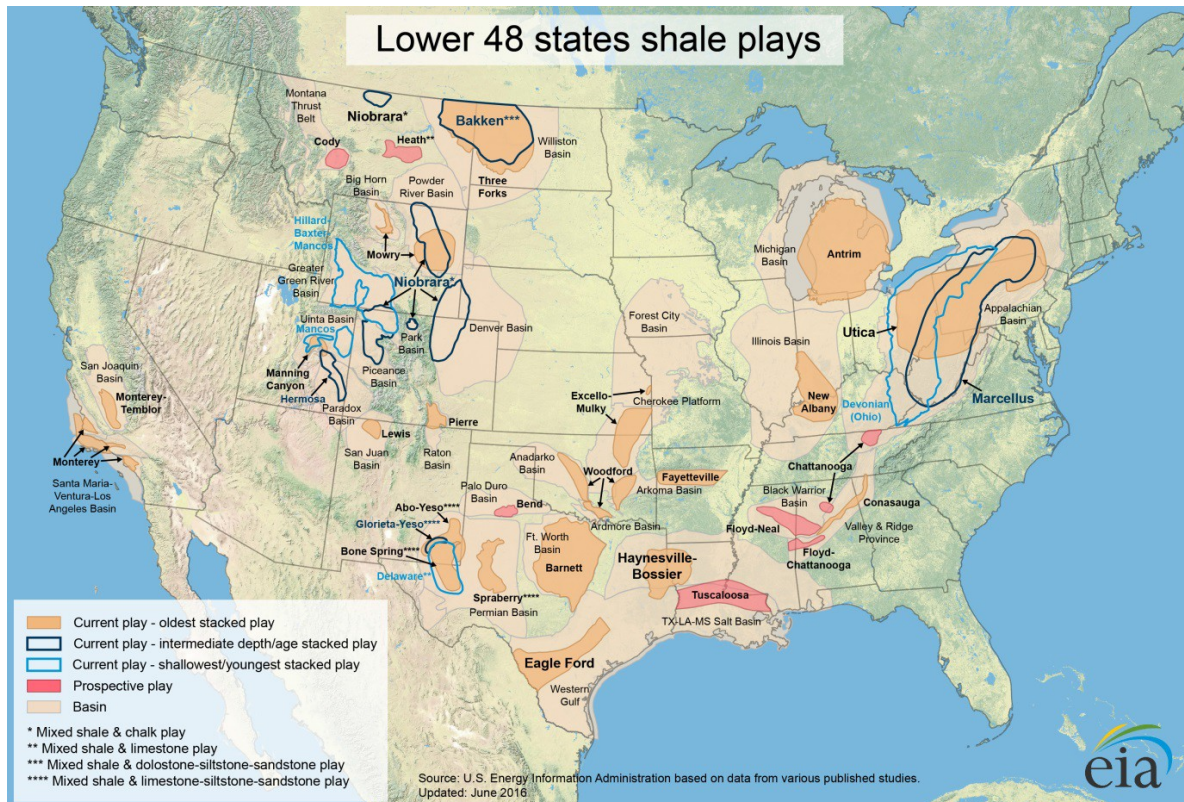 Lower 48 states shale plays
Montana
Thrust
Belt
Niobrara*
Bakken***
Cody
Heath**
Williston
Basin
Big Horn
Basin
Powder
River Basin
Three
Forks
Hillard-
Baxter-
Mancos
Mowry
Greater
Green River
Basin
Niobrara*
Michigan
Basin
Antrim
Uinta Basin
Mancos
Park
Basin
Denver Basin
Forest City
Basin
Illinois Basin
Utica
Appalachian
Basin
San Joaquin
Basin
Manning
Canyon
Hermosa
Piceance
Basin
Monterey-
Temblor
Paradox
Basin
Excello-
Mulky
Cherokee Platform
New
Albany
Devonian
(Ohio)
Marcellus
Pierre
Lewis
Monterey
San Juan
Basin
Raton
Basin
Anadarko
Basin
Woodford
Fayetteville
Chattanooga
Santa Maria-
Ventura-Los
Angeles Basin
Palo Duro
Basin
Bend
Arkoma Basin
Black Warrior
Basin
Conasauga
Abo-Yeso****
Glorieta-Yeso****
Ardmore Basin
Floyd-Neal
Valley & Ridge
Province
Bone Spring****
Ft. Worth
Basin
Barnett
Haynesville-
Bossier
Floyd-
Chattanooga
Delaware**
Spraberry****
Permian Basin
Tuscaloosa
TX-LA-MS Salt Basin
Eagle Ford
Western
Gulf
Current play - oldest stacked play
Current play - intermediate depth/age stacked play
Current play - shallowest/youngest stacked play
Prospective play
Basin
* Mixed shale & chalk play
** Mixed shale & limestone play
*** Mixed shale & dolostone-siltstone-sandstone play
**** Mixed shale & limestone-siltstone-sandstone play
Source: U.S. Energy Information Administration based on data from various published studies.
Updated: June 2016
eia